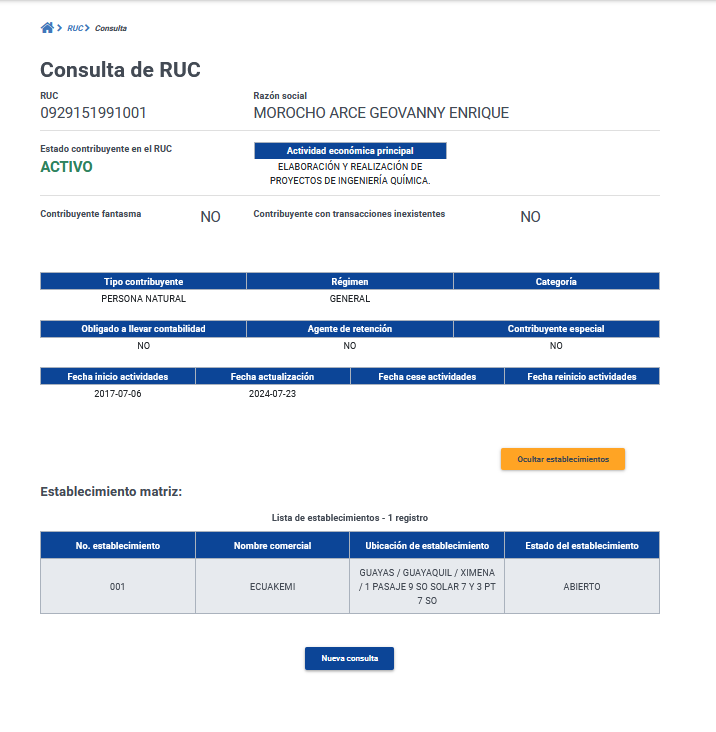 RUC Consulta
Consulta de RUC
RUC Razón social
0929151991001 MOROCHO ARCE GEOVANNY ENRIQUE
Estado contribuyente en el RUC Actividad económica principal
ACTIVO ELABORACIÓN Y REALIZACIÓN DE
PROYECTOS DE INGENIERÍA QUÍMICA.
Contribuyente fantasma NO Contribuyente con transacciones inexistentes NO
Tipo contribuyente Régimen Categoría
PERSONA NATURAL GENERAL
Obligado a llevar contabilidad Agente de retención Contribuyente especial
NO NO NO
Fecha inicio actividades Fecha actualización Fecha cese actividades Fecha reinicio actividades
2017-07-06 2024-07-23
Ocultar establecimientos
Establecimiento matriz:
Lista de establecimientos - 1 registro
No. establecimiento Nombre comercial Ubicación de establecimiento Estado del establecimiento
GUAYAS / GUAYAQUIL / XIMENA
001 ECUAKEMI / 1 PASAJE 9 SO SOLAR 7 Y 3 PT ABIERTO
7 SO
Nueva consulta